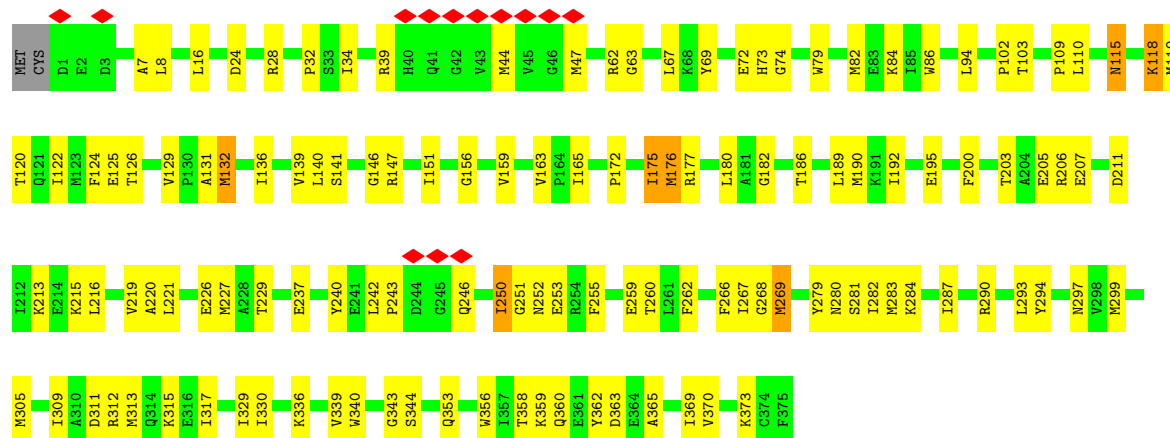 MET CYS D1 E2 D3 A7 L8 L16 D24 R28 P32 S33 I34 R39 H40 Q41 G42 V43 M44 V45 G46 M47 R62 G63 L67 K68 Y69 E72 H73 G74 W79 M82 E83 K84 I85 W86 L94 P102 T103 P109 L110 N115 K118 M119
T120 Q121 I122 M123 F124 E125 T126 V129 P130 A131 M132 I136 V139 L140 S141 G146 R147 I151 G156 V159 V163 P164 I165 P172 I175 M176 R177 L180 A181 G182 T186 L189 M190 K191 I192 E195 F200 T203 A204 E205 R206 E207 D211
I212 K213 E214 K215 L216 V219 A220 L221 E226 M227 A228 T229 E237 Y240 E241 L242 P243 D244 G245 Q246 I250 G251 N252 E253 R254 F255 E259 T260 L261 F262 F266 I267 G268 M269 Y279 N280 S281 I282 M283 K284 I287 R290 L293 Y294 N297 V298 M299
M305 I309 A310 D311 R312 M313 Q314 K315 E316 I317 I329 I330 K336 V339 W340 G343 S344 Q353 W356 I357 T358 K359 Q360 E361 Y362 D363 E364 A365 I369 V370 K373 C374 F375